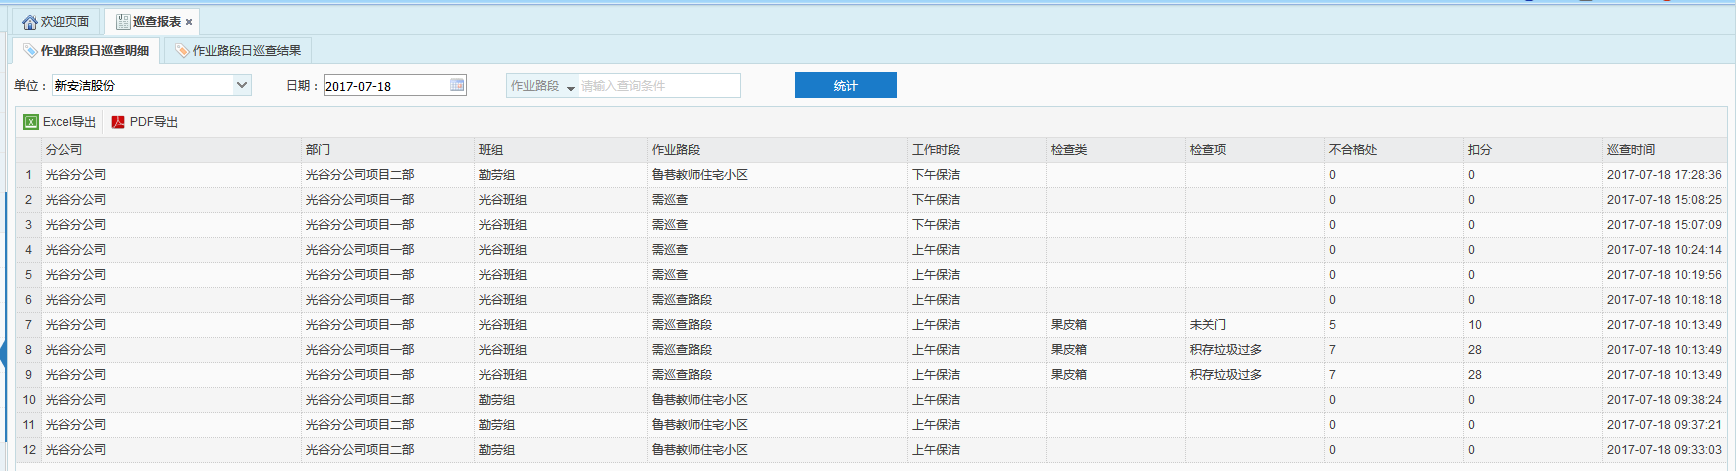 欢迎页面 巡查报表
作业路段日巡查明细 作业路段日巡查结果
单位： 新安洁股份 日期： 2017-07-18 作业路段 请输入查询条件 统计
Excel导出 PDF导出
分公司 部门 班组 作业路段 工作时段 检查类 检查项 不合格处 扣分 巡查时间
1 光谷分公司 光谷分公司项目二部 勤劳组 鲁巷教师住宅小区 下午保洁 0 0 2017-07-18 17:28:36
2 光谷分公司 光谷分公司项目一部 光谷班组 需巡查 下午保洁 0 0 2017-07-18 15:08:25
3 光谷分公司 光谷分公司项目一部 光谷班组 需巡查 下午保洁 0 0 2017-07-18 15:07:09
4 光谷分公司 光谷分公司项目一部 光谷班组 需巡查 上午保洁 0 0 2017-07-18 10:24:14
5 光谷分公司 光谷分公司项目一部 光谷班组 需巡查 上午保洁 0 0 2017-07-18 10:19:56
6 光谷分公司 光谷分公司项目一部 光谷班组 需巡查路段 上午保洁 0 0 2017-07-18 10:18:18
7 光谷分公司 光谷分公司项目一部 光谷班组 需巡查路段 上午保洁 果皮箱 未关门 5 10 2017-07-18 10:13:49
8 光谷分公司 光谷分公司项目一部 光谷班组 需巡查路段 上午保洁 果皮箱 积存垃圾过多 7 28 2017-07-18 10:13:49
9 光谷分公司 光谷分公司项目一部 光谷班组 需巡查路段 上午保洁 果皮箱 积存垃圾过多 7 28 2017-07-18 10:13:49
10 光谷分公司 光谷分公司项目二部 勤劳组 鲁巷教师住宅小区 上午保洁 0 0 2017-07-18 09:38:24
11 光谷分公司 光谷分公司项目二部 勤劳组 鲁巷教师住宅小区 上午保洁 0 0 2017-07-18 09:37:21
12 光谷分公司 光谷分公司项目二部 勤劳组 鲁巷教师住宅小区 上午保洁 0 0 2017-07-18 09:33:03